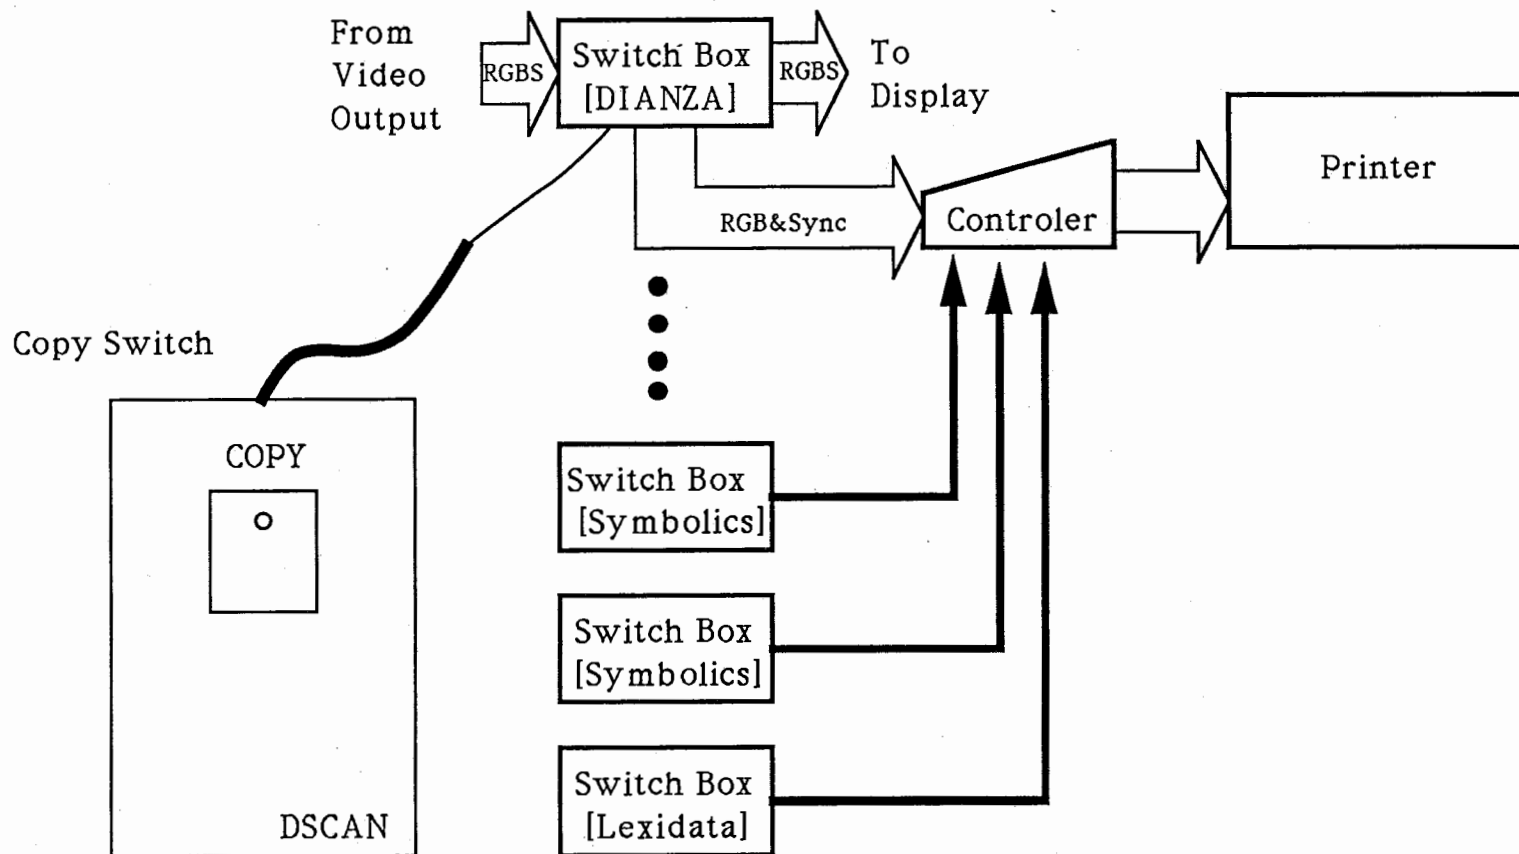 From
Video
Output
RGBS
Switch Box
[DIANZA]
RGBS
To
Display
Printer
RGB&Sync
Controler
Copy Switch
COPY
DSCAN
Switch Box
[Symbolics]
Switch Box
[Symbolics]
Switch Box
[Lexidata]